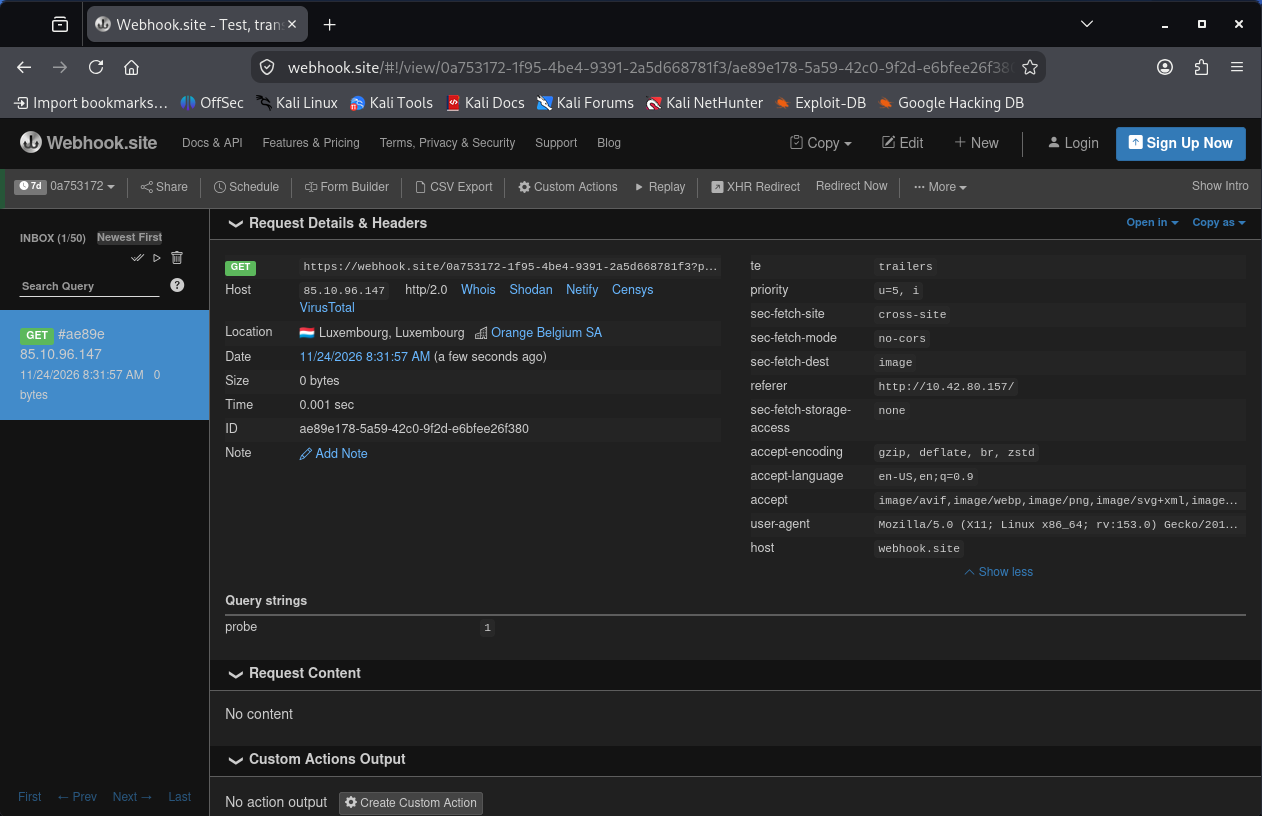 Webhook.site - Test, tran
webhook.site/#!/view/0a753172-1f95-4be4-9391-2a5d668781f3/ae89e178-5a59-42c0-9f2d-e6bfee26f38
Import bookmarks… OffSec Kali Linux Kali Tools Kali Docs Kali Forums Kali NetHunter Exploit-DB Google Hacking DB
Webhook.site Docs & API Features & Pricing Terms, Privacy & Security Support Blog Copy Edit + New Login Sign Up Now
7d 0a753172 Share Schedule Form Builder CSV Export Custom Actions Replay XHR Redirect Redirect Now ··· More Show Intro
INBOX (1/50) Newest First
Search Query ?
GET #ae89e
85.10.96.147
11/24/2026 8:31:57 AM 0
bytes
First ← Prev Next → Last
Request Details & Headers Open in Copy as
GET https://webhook.site/0a753172-1f95-4be4-9391-2a5d668781f3?p...
Host 85.10.96.147 http/2.0 Whois Shodan Netify Censys
VirusTotal
Location Luxembourg, Luxembourg Orange Belgium SA
Date 11/24/2026 8:31:57 AM (a few seconds ago)
Size 0 bytes
Time 0.001 sec
ID ae89e178-5a59-42c0-9f2d-e6bfee26f380
Note Add Note
te trailers
priority u=5, i
sec-fetch-site cross-site
sec-fetch-mode no-cors
sec-fetch-dest image
referer http://10.42.80.157/
sec-fetch-storage- none
access
accept-encoding gzip, deflate, br, zstd
accept-language en-US,en;q=0.9
accept image/avif,image/webp,image/png,image/svg+xml,image...
user-agent Mozilla/5.0 (X11; Linux x86_64; rv:153.0) Gecko/201...
host webhook.site
Show less
Query strings
probe 1
Request Content
No content
Custom Actions Output
No action output Create Custom Action